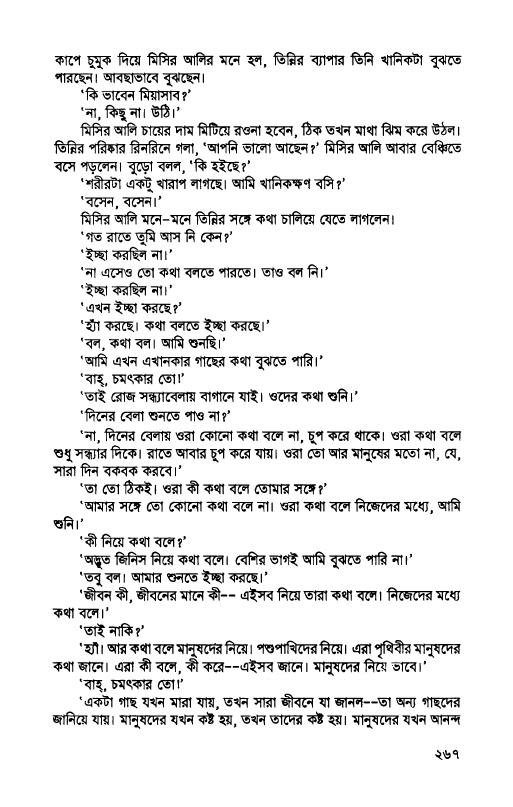 কাপে চুমুক দিয়ে মিসির আলির মনে হল, তিন্নির ব্যাপার তিনি খানিকটা বুঝতে
পারছেন। আবছাভাবে বুঝছেন।
'কি ভাবেন মিয়াসাব?'
'না, কিছু না। উঠি।'
মিসির আলি চায়ের দাম মিটিয়ে রওনা হবেন, ঠিক তখন মাথা ঝিম করে উঠল।
তিন্নির পরিষ্কার রিনরিনে গলা, 'আপনি ভালো আছেন?' মিসির আলি আবার বেঞ্চিতে
বসে পড়লেন। বুড়ো বলল, 'কি হইছে?'
'শরীরটা একটু খারাপ লাগছে। আমি খানিকক্ষণ বসি?'
'বসেন, বসেন।'
মিসির আলি মনে-মনে তিন্নির সঙ্গে কথা চালিয়ে যেতে লাগলেন।
'গত রাতে তুমি আস নি কেন?'
'ইচ্ছা করছিল না।'
'না এসেও তো কথা বলতে পারতে। তাও বল নি।'
'ইচ্ছা করছিল না।'
'এখন ইচ্ছা করছে?'
'হ্যাঁ করছে। কথা বলতে ইচ্ছা করছে।'
'বল, কথা বল। আমি শুনছি।'
'আমি এখন এখানকার গাছের কথা বুঝতে পারি।'
'বাহ্, চমৎকার তো!'
'তাই রোজ সন্ধ্যাবেলায় বাগানে যাই। ওদের কথা শুনি।'
'দিনের বেলা শুনতে পাও না?'
'না, দিনের বেলায় ওরা কোনো কথা বলে না, চুপ করে থাকে। ওরা কথা বলে
শুধু সন্ধ্যার দিকে। রাতে আবার চুপ করে যায়। ওরা তো আর মানুষের মতো না, যে,
সারা দিন বকবক করবে।'
'তা তো ঠিকই। ওরা কী কথা বলে তোমার সঙ্গে?'
'আমার সঙ্গে তো কোনো কথা বলে না। ওরা কথা বলে নিজেদের মধ্যে, আমি
শুনি।'
'কী নিয়ে কথা বলে?'
'অদ্ভুত জিনিস নিয়ে কথা বলে। বেশির ভাগই আমি বুঝতে পারি না।'
'তবু বল। আমার শুনতে ইচ্ছা করছে।'
'জীবন কী, জীবনের মানে কী-- এইসব নিয়ে তারা কথা বলে। নিজেদের মধ্যে
কথা বলে।'
'তাই নাকি?'
'হ্যাঁ। আর কথা বলে মানুষদের নিয়ে। পশুপাখিদের নিয়ে। এরা পৃথিবীর মানুষদের
কথা জানে। এরা কী বলে, কী করে--এইসব জানে। মানুষদের নিয়ে ভাবে।'
'বাহ্, চমৎকার তো!'
'একটা গাছ যখন মারা যায়, তখন সারা জীবনে যা জানল--তা অন্য গাছদের
জানিয়ে যায়। মানুষদের যখন কষ্ট হয়, তখন তাদের কষ্ট হয়। মানুষদের যখন আনন্দ
২৬৭